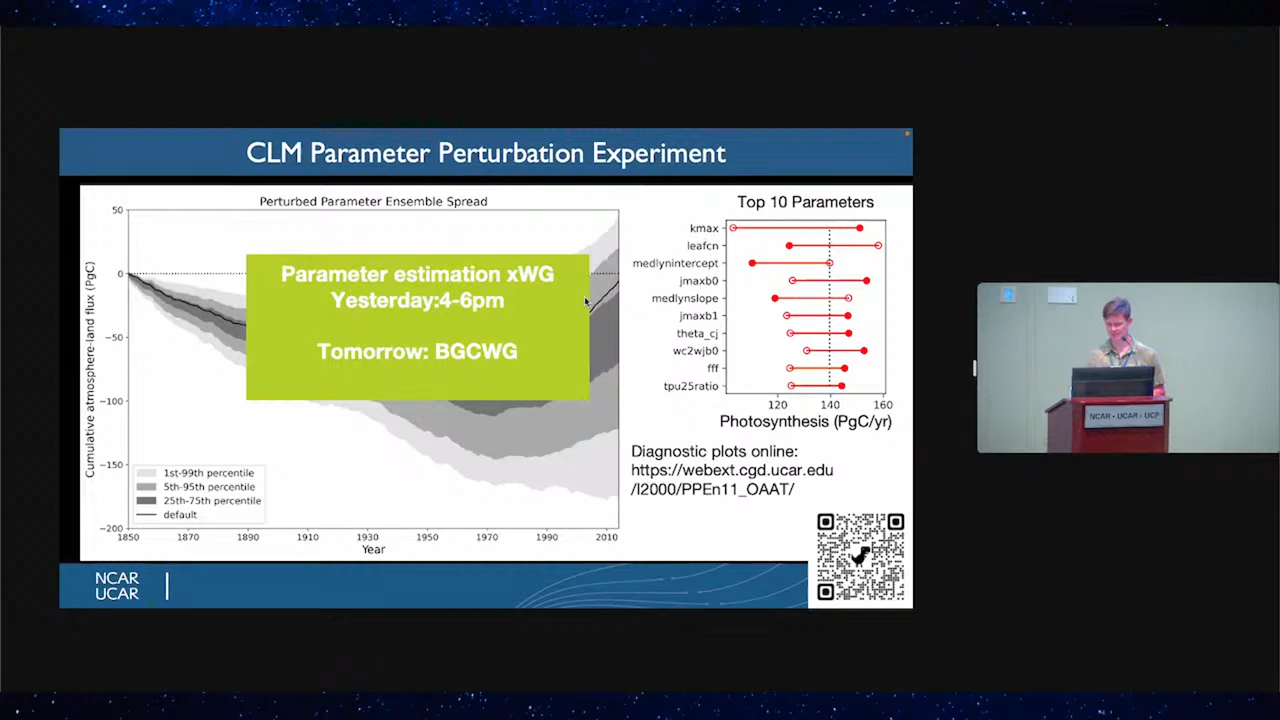 CLM Parameter Perturbation Experiment
Perturbed Parameter Ensemble Spread
50
0
−50
−100
−150
−200
Cumulative atmosphere-land flux (PgC)
Parameter estimation xWG
Yesterday:4-6pm
Tomorrow: BGCWG
1st-99th percentile
5th-95th percentile
25th-75th percentile
default
1850 1870 1890 1910 1930 1950 1970 1990 2010
Year
Top 10 Parameters
kmax
leafcn
medlynintercept
jmaxb0
medlynslope
jmaxb1
theta_cj
wc2wjb0
fff
tpu25ratio
120 140 160
Photosynthesis (PgC/yr)
Diagnostic plots online:
https://webext.cgd.ucar.edu
/I2000/PPEn11_OAAT/
NCAR
UCAR
NCAR • UCAR • UCP